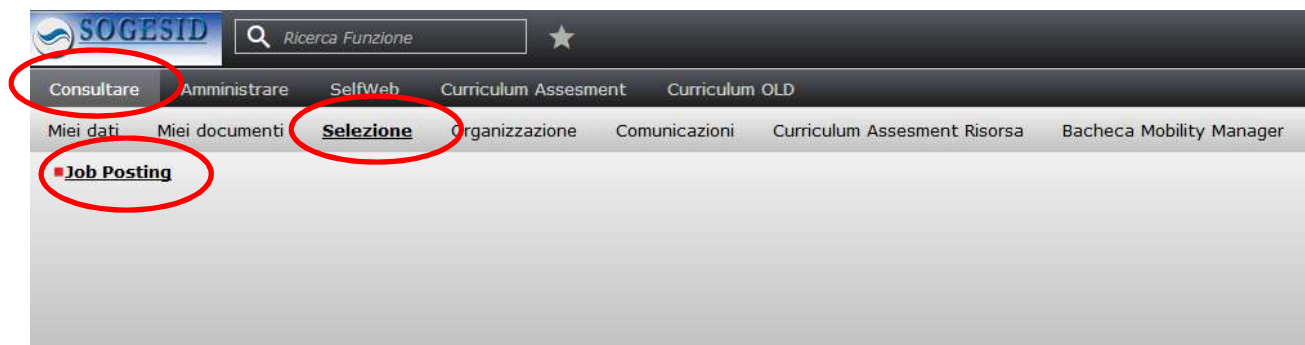 SOGESID Ricerca Funzione
Consultare Amministrare SelfWeb Curriculum Assesment Curriculum OLD
Miei dati Miei documenti Selezione Organizzazione Comunicazioni Curriculum Assesment Risorsa Bacheca Mobility Manager
Job Posting